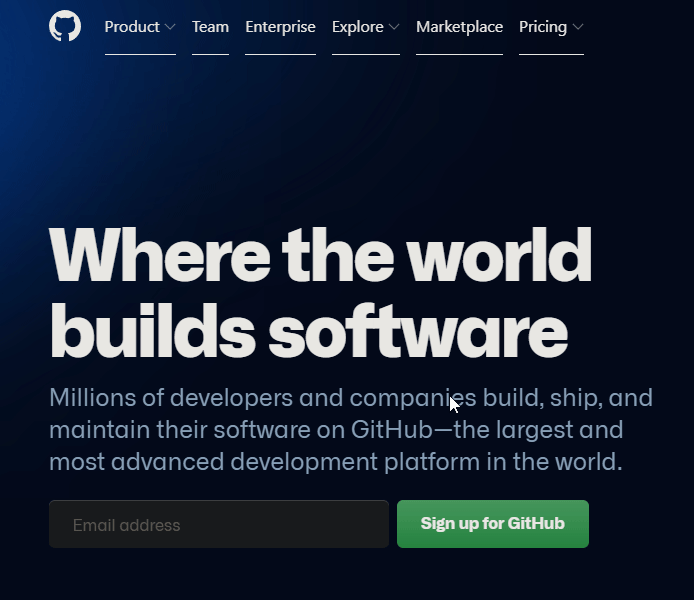 Product Team Enterprise Explore Marketplace Pricing
Where the world
builds software
Millions of developers and companies build, ship, and
maintain their software on GitHub—the largest and
most advanced development platform in the world.
Email address Sign up for GitHub